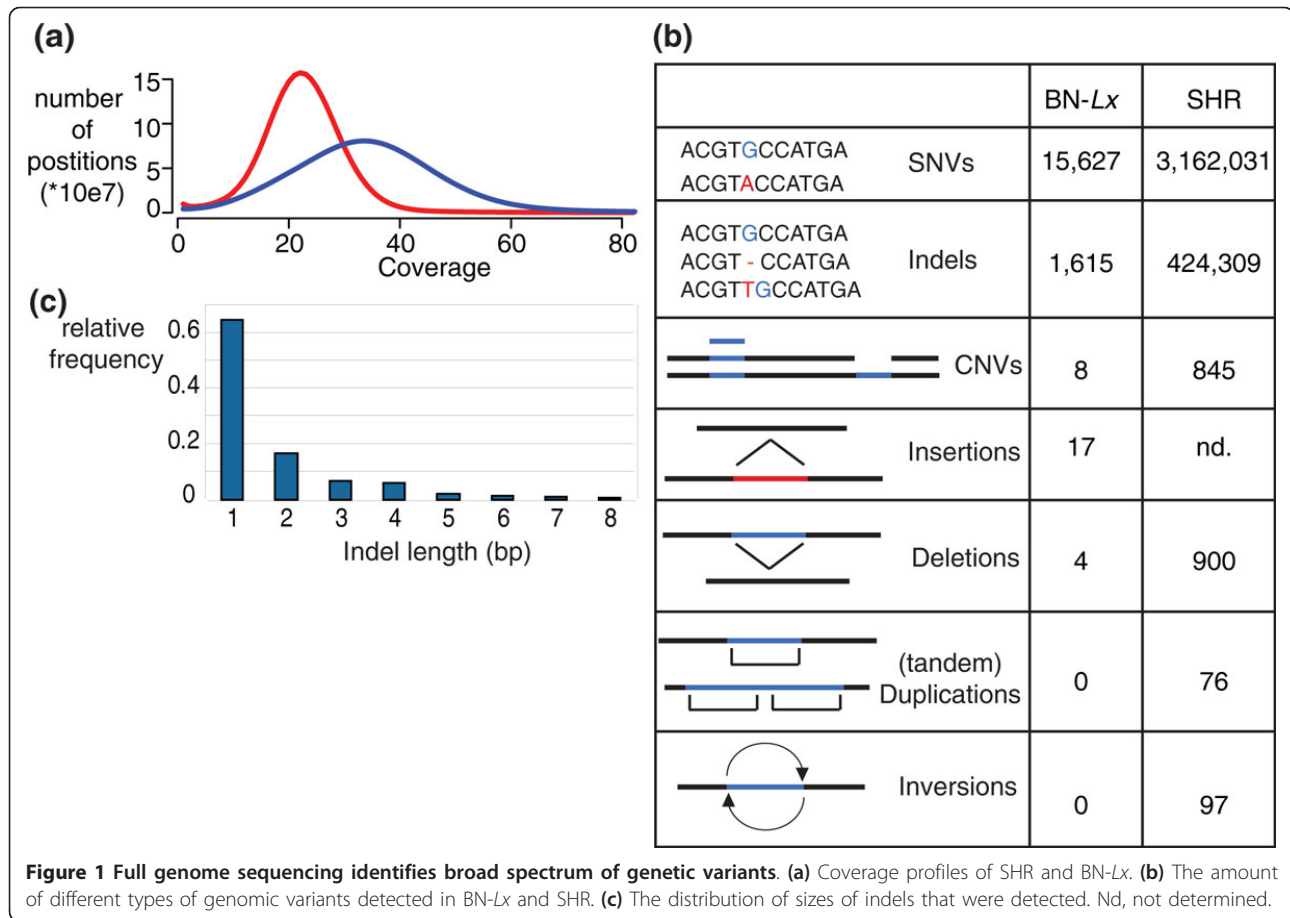 (a)
number
of
postitions
(*10e7)
15
10
5
0
0 20 40 60 80
Coverage
(c)
relative
frequency
0.6
0.4
0.2
0
1 2 3 4 5 6 7 8
Indel length (bp)
(b)
BN-Lx SHR
ACGTGCCATGA
ACGTACCATGA
SNVs 15,627 3,162,031
ACGTGCCATGA
ACGT - CCATGA
ACGTTGCCATGA
Indels 1,615 424,309
CNVs 8 845
Insertions 17 nd.
Deletions 4 900
(tandem)
Duplications 0 76
Inversions 0 97
Figure 1 Full genome sequencing identifies broad spectrum of genetic variants. (a) Coverage profiles of SHR and BN-Lx. (b) The amount
of different types of genomic variants detected in BN-Lx and SHR. (c) The distribution of sizes of indels that were detected. Nd, not determined.